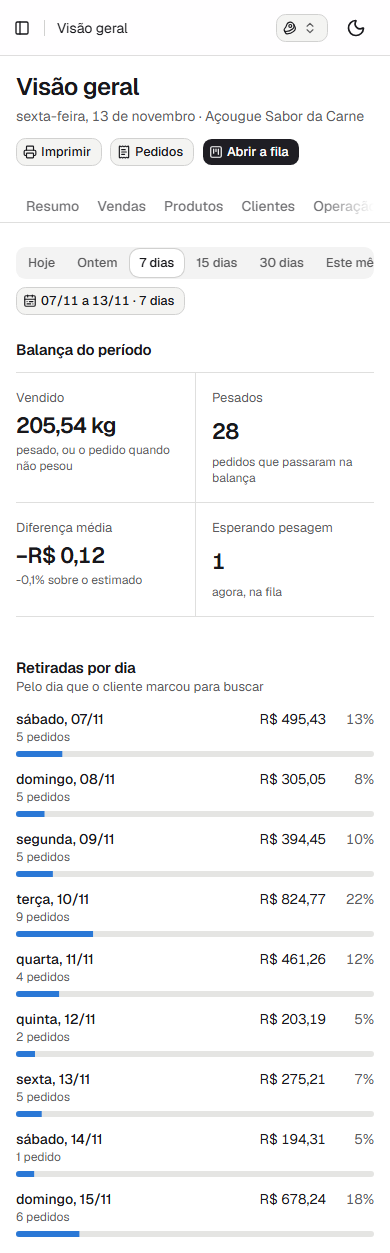 Visão geral
Visão geral
sexta-feira, 13 de novembro · Açougue Sabor da Carne
Imprimir
Pedidos
Abrir a fila
Resumo Vendas Produtos Clientes Operaçã
Hoje Ontem 7 dias 15 dias 30 dias Este mê
07/11 a 13/11 · 7 dias
Balança do período
Vendido
205,54 kg
pesado, ou o pedido quando
não pesou
Pesados
28
pedidos que passaram na
balança
Diferença média
−R$ 0,12
-0,1% sobre o estimado
Esperando pesagem
1
agora, na fila
Retiradas por dia
Pelo dia que o cliente marcou para buscar
sábado, 07/11 R$ 495,43 13%
5 pedidos
domingo, 08/11 R$ 305,05 8%
5 pedidos
segunda, 09/11 R$ 394,45 10%
5 pedidos
terça, 10/11 R$ 824,77 22%
9 pedidos
quarta, 11/11 R$ 461,26 12%
4 pedidos
quinta, 12/11 R$ 203,19 5%
2 pedidos
sexta, 13/11 R$ 275,21 7%
5 pedidos
sábado, 14/11 R$ 194,31 5%
1 pedido
domingo, 15/11 R$ 678,24 18%
6 pedidos